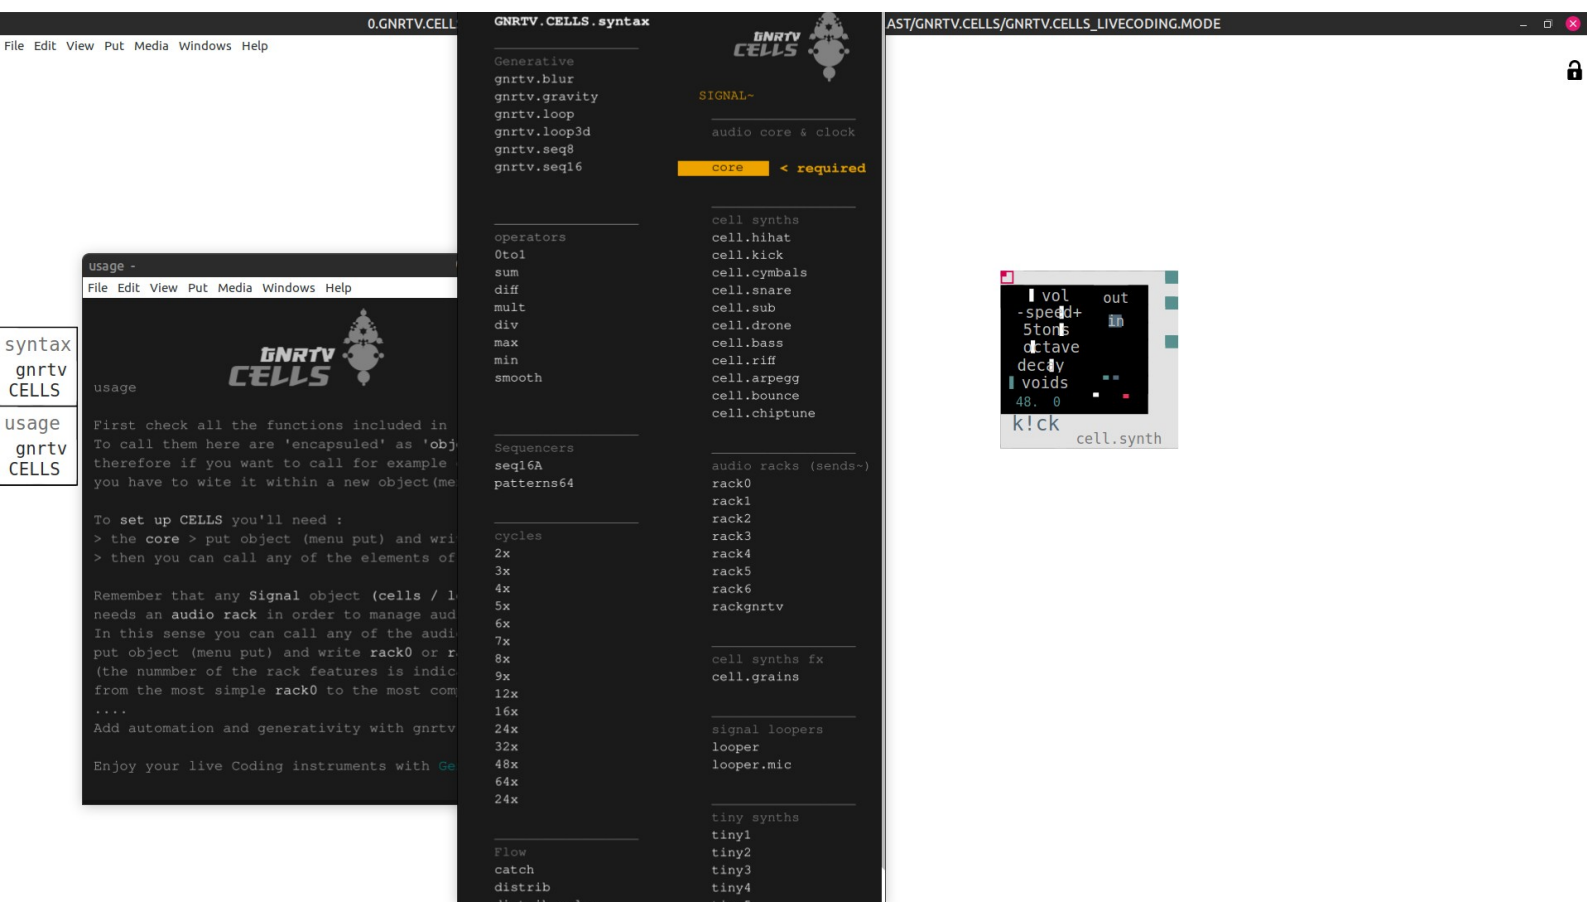 0.GNRTV.CELL
AST/GNRTV.CELLS/GNRTV.CELLS_LIVECODING.MODE
File Edit View Put Media Windows Help
syntax
gnrtv
CELLS
usage
gnrtv
CELLS
usage -
File Edit View Put Media Windows Help
GNRTV
CELLS
usage
First check all the functions included in
To call them here are 'encapsuled' as 'obj
therefore if you want to call for example
you have to wite it within a new object(me
To set up CELLS you'll need :
> the core > put object (menu put) and wri
> then you can call any of the elements of
Remember that any Signal object (cells / l
needs an audio rack in order to manage aud
In this sense you can call any of the audi
put object (menu put) and write rack0 or r
(the nummber of the rack features is indic
from the most simple rack0 to the most com
....
Add automation and generativity with gnrtv
Enjoy your live Coding instruments with Ge
GNRTV.CELLS.syntax
Generative
gnrtv.blur
gnrtv.gravity
gnrtv.loop
gnrtv.loop3d
gnrtv.seq8
gnrtv.seq16
operators
0to1
sum
diff
mult
div
max
min
smooth
Sequencers
seq16A
patterns64
cycles
2x
3x
4x
5x
6x
7x
8x
9x
12x
16x
24x
32x
48x
64x
24x
Flow
catch
distrib
GNRTV
CELLS
SIGNAL~
audio core & clock
core < required
cell synths
cell.hihat
cell.kick
cell.cymbals
cell.snare
cell.sub
cell.drone
cell.bass
cell.riff
cell.arpegg
cell.bounce
cell.chiptune
audio racks (sends~)
rack0
rack1
rack2
rack3
rack4
rack5
rack6
rackgnrtv
cell synths fx
cell.grains
signal loopers
looper
looper.mic
tiny synths
tiny1
tiny2
tiny3
tiny4
vol out
-speed+
in
5tons
octave
decay
voids
48. 0
k!ck
cell.synth